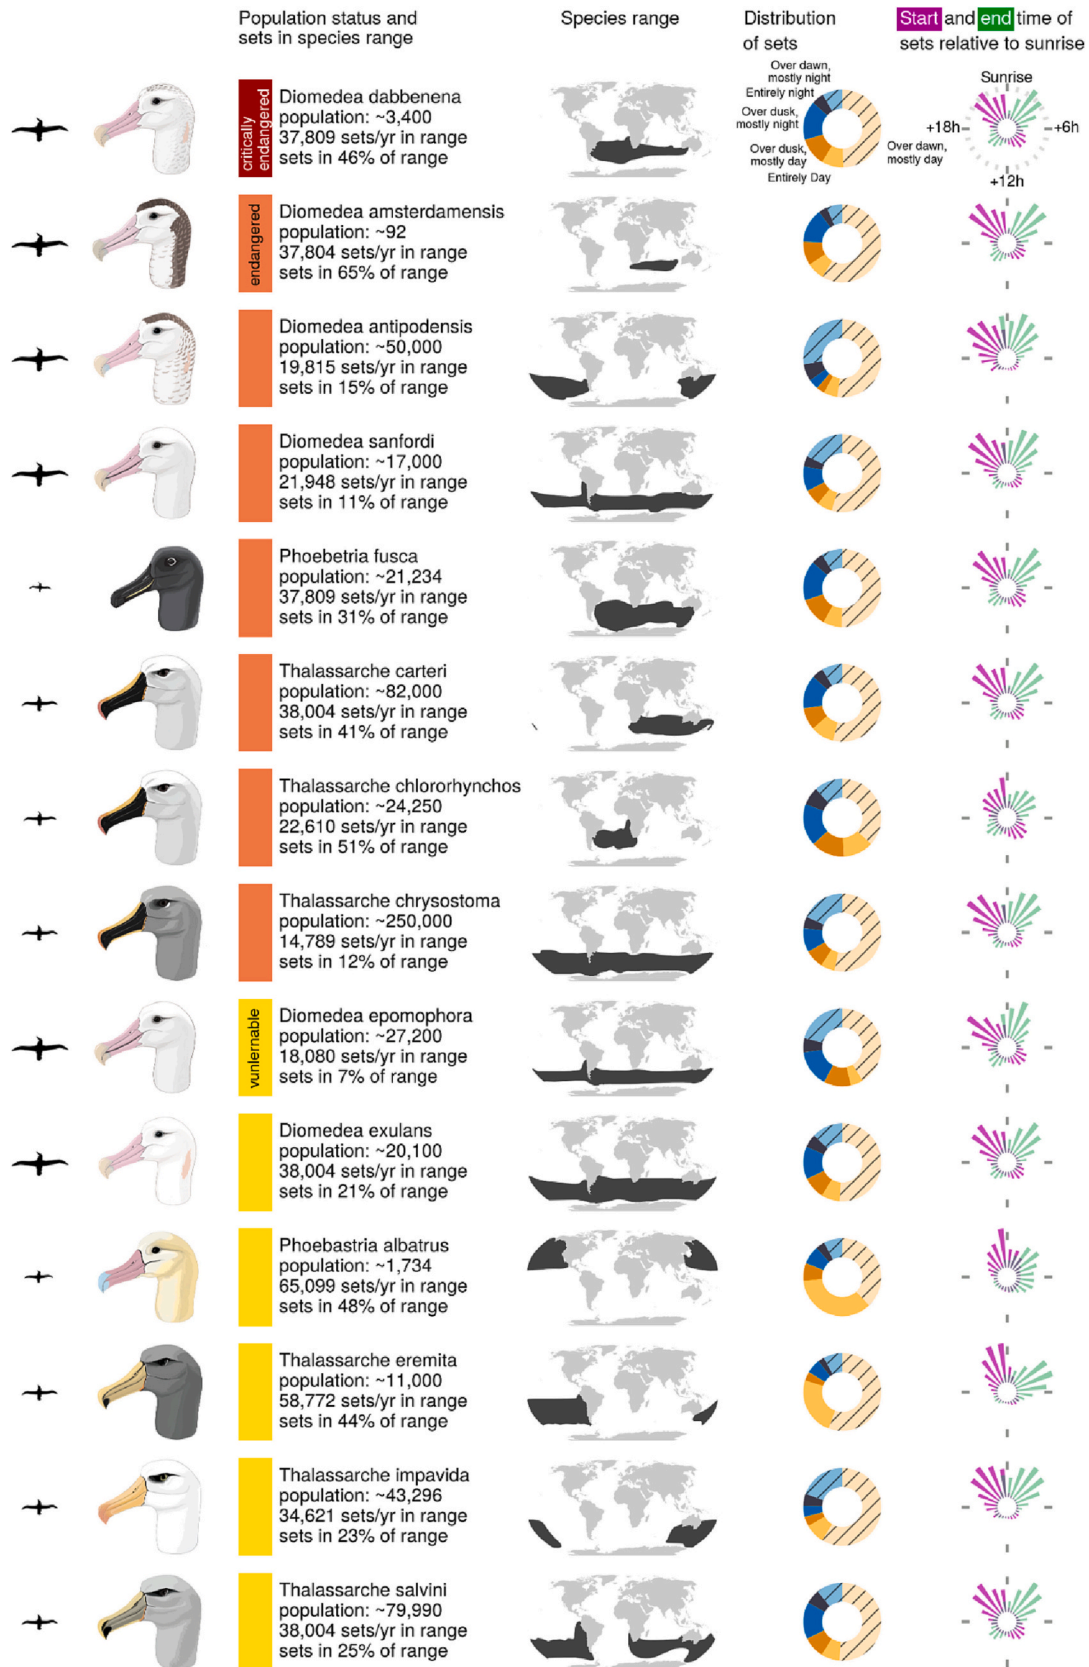 Population status and
sets in species range
Species range
Distribution
of sets
Start and end time of
sets relative to sunrise
critically
endangered
Diomedea dabbenena
population: ~3,400
37,809 sets/yr in range
sets in 46% of range
Over dawn,
mostly night
Entirely night
Over dusk,
mostly night
Over dusk,
mostly day
Entirely Day
Over dawn,
mostly day
Sunrise
+18h
+6h
+12h
endangered
Diomedea amsterdamensis
population: ~92
37,804 sets/yr in range
sets in 65% of range
Diomedea antipodensis
population: ~50,000
19,815 sets/yr in range
sets in 15% of range
Diomedea sanfordi
population: ~17,000
21,948 sets/yr in range
sets in 11% of range
Phoebetria fusca
population: ~21,234
37,809 sets/yr in range
sets in 31% of range
Thalassarche carteri
population: ~82,000
38,004 sets/yr in range
sets in 41% of range
Thalassarche chlororhynchos
population: ~24,250
22,610 sets/yr in range
sets in 51% of range
Thalassarche chrysostoma
population: ~250,000
14,789 sets/yr in range
sets in 12% of range
vunlernable
Diomedea epomophora
population: ~27,200
18,080 sets/yr in range
sets in 7% of range
Diomedea exulans
population: ~20,100
38,004 sets/yr in range
sets in 21% of range
Phoebastria albatrus
population: ~1,734
65,099 sets/yr in range
sets in 48% of range
Thalassarche eremita
population: ~11,000
58,772 sets/yr in range
sets in 44% of range
Thalassarche impavida
population: ~43,296
34,621 sets/yr in range
sets in 23% of range
Thalassarche salvini
population: ~79,990
38,004 sets/yr in range
sets in 25% of range